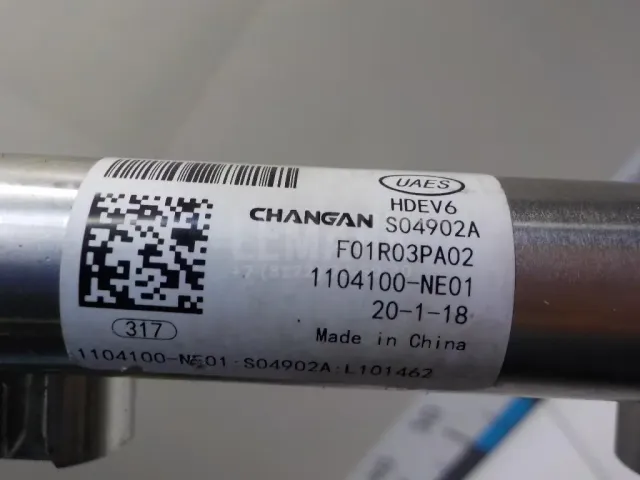 UAES
HDEV6
CHANGAN S04902A
F01R03PA02
1104100-NE01
20-1-18
317
Made in China
1104100-NE01:S04902A:L101462